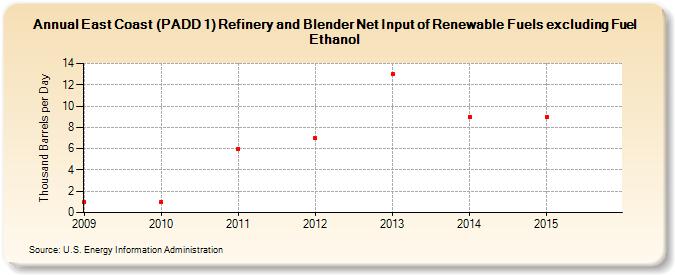 Annual East Coast (PADD 1) Refinery and Blender Net Input of Renewable Fuels excluding Fuel
Ethanol
Thousand Barrels per Day
14
12
10
8
6
4
2
0
2009 2010 2011 2012 2013 2014 2015
Source: U.S. Energy Information Administration